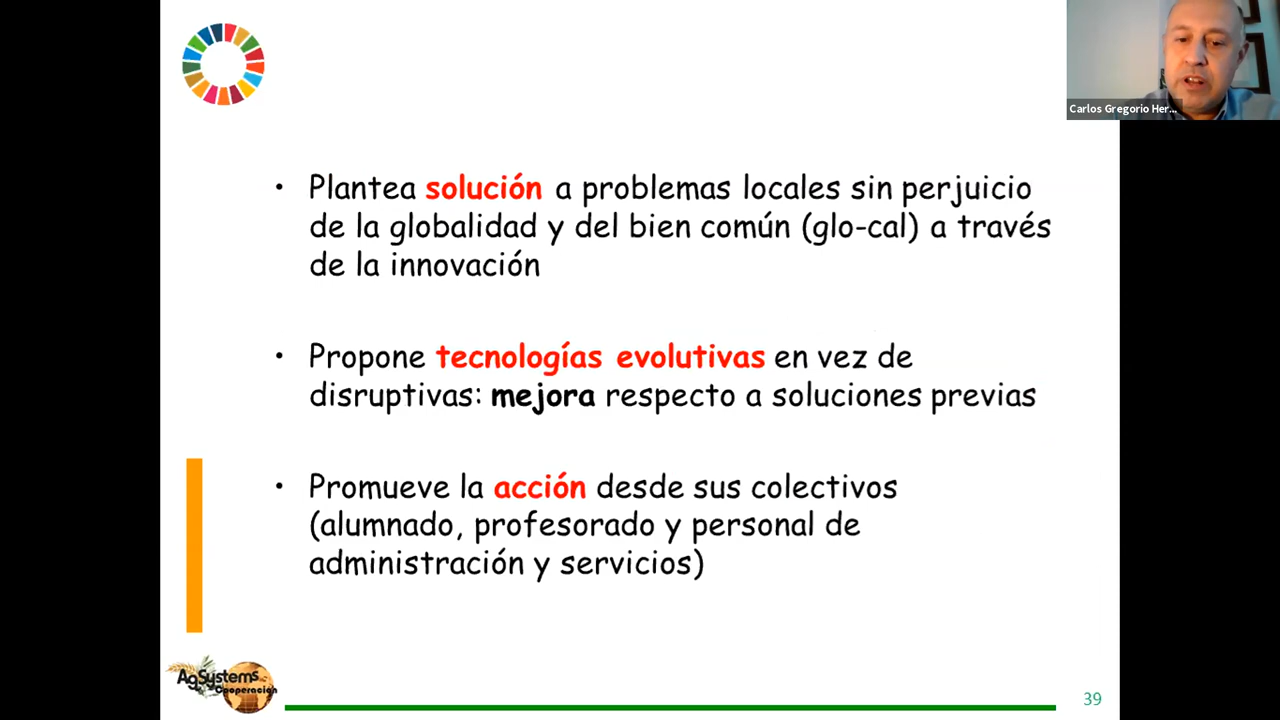 Carlos Gregorio Her...
• Plantea solución a problemas locales sin perjuicio
de la globalidad y del bien común (glo-cal) a través
de la innovación
• Propone tecnologías evolutivas en vez de
disruptivas: mejora respecto a soluciones previas
• Promueve la acción desde sus colectivos
(alumnado, profesorado y personal de
administración y servicios)
AgSystems
Cooperación
39